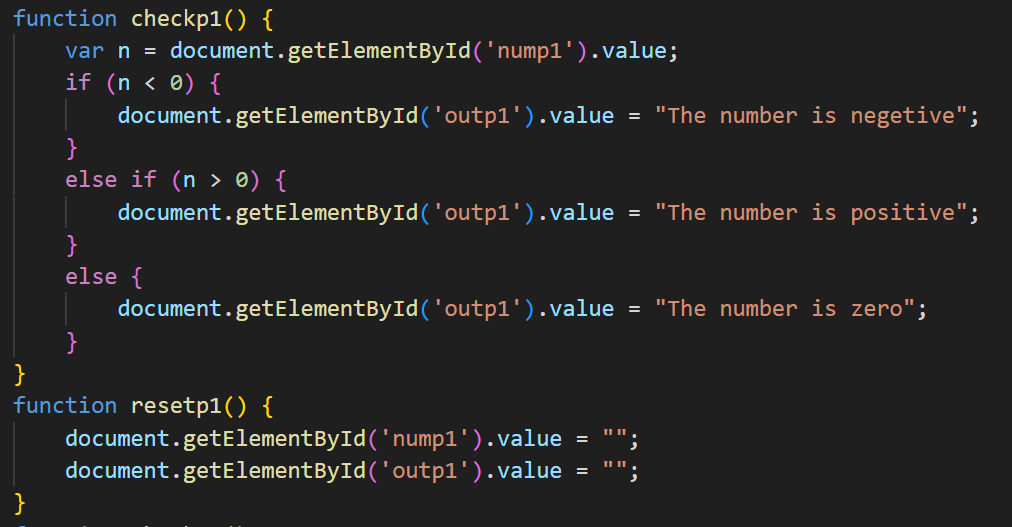 function checkp1() {
    var n = document.getElementById('nump1').value;
    if (n < 0) {
        document.getElementById('outp1').value = "The number is negetive";
    }
    else if (n > 0) {
        document.getElementById('outp1').value = "The number is positive";
    }
    else {
        document.getElementById('outp1').value = "The number is zero";
    }
}
function resetp1() {
    document.getElementById('nump1').value = "";
    document.getElementById('outp1').value = "";
}